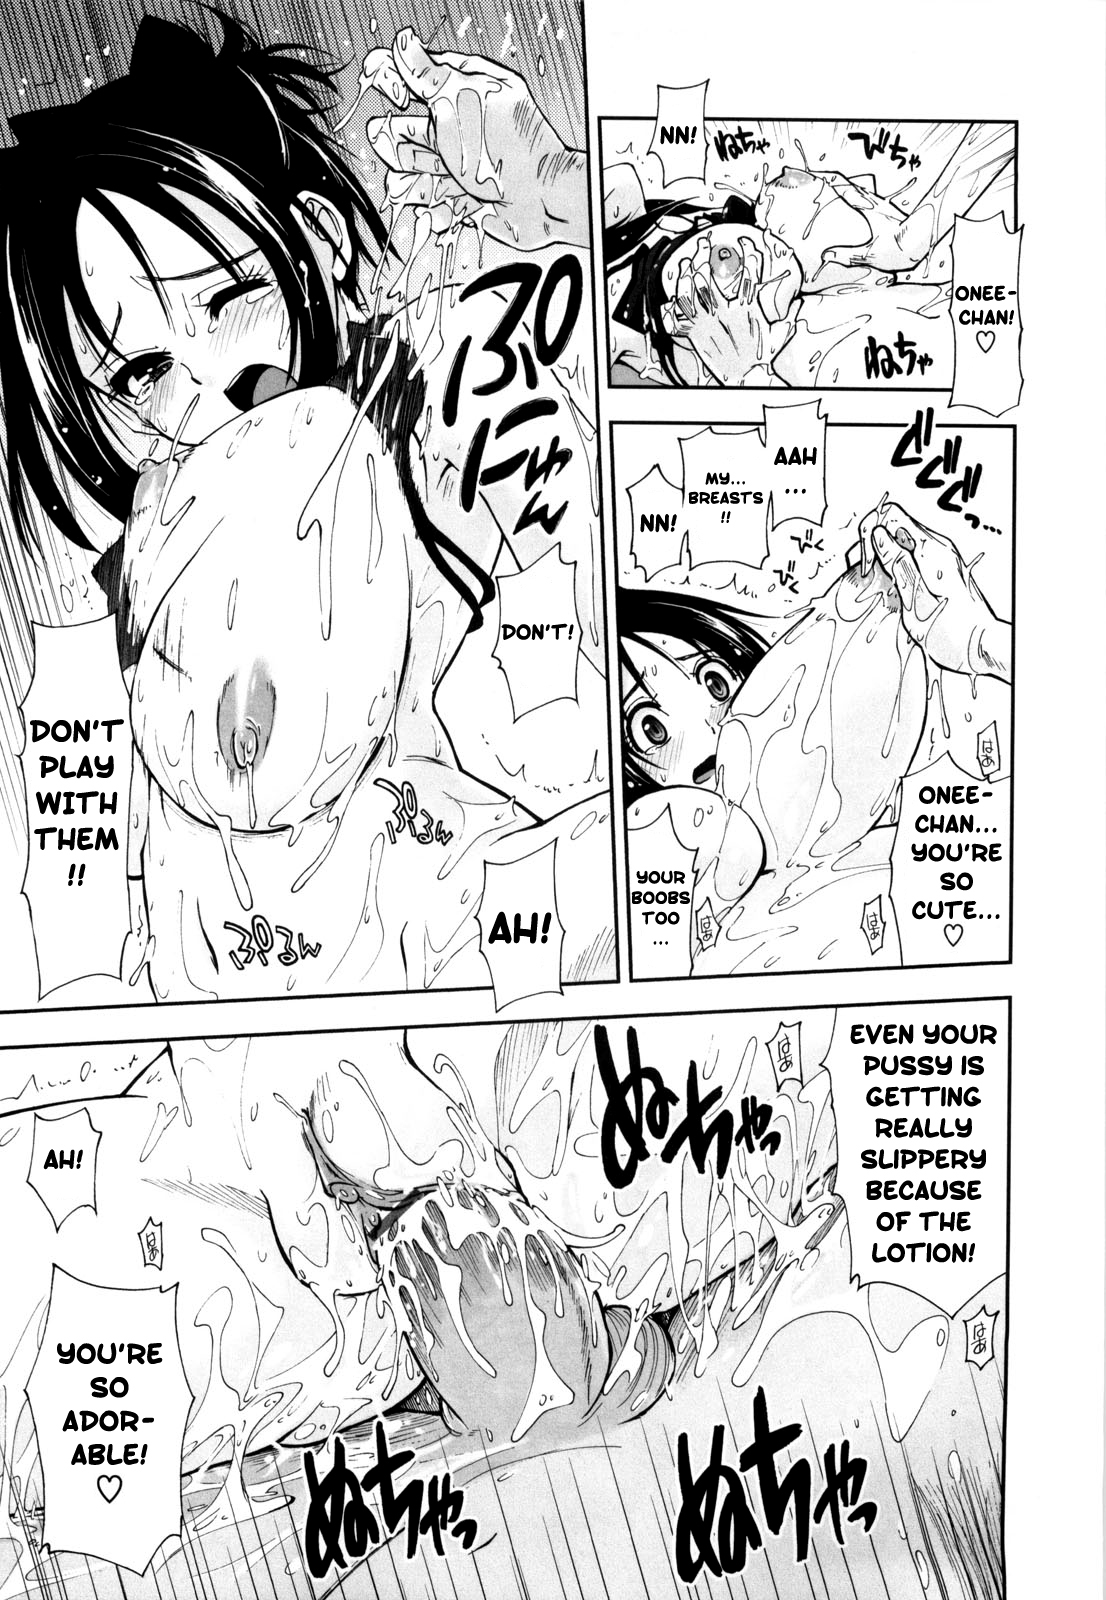 NN!
ねちゃ
びちゃ
ONEE-
CHAN!
♡
ねちゃ
ぐぐぐっ…
AAH
...
MY...
BREASTS
!!
NN!
びく
びく
はぁ
ONEE-
CHAN...
YOU'RE
SO
CUTE...
♡
はぁ
YOUR
BOOBS
TOO
...
はぁ
ぷに
ゅん
DON'T!
DON'T
PLAY
WITH
THEM
!!
ぷるん
ぷるん
AH!
EVEN YOUR
PUSSY IS
GETTING
REALLY
SLIPPERY
BECAUSE
OF THE
LOTION!
はぁ
ぬちゃっ
はぁ
AH!
はぁ
YOU'RE
SO
ADOR-
ABLE!
♡
ぬちゃっ
ぬちゃっ